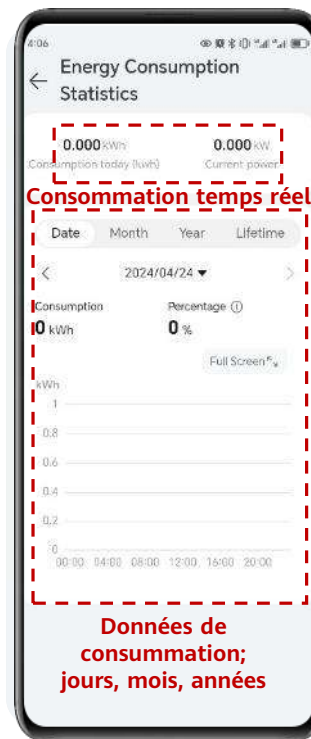 4:06
Energy Consumption
Statistics
0.000 kWh 0.000 kW
Consumption today (kwh) Current power
Consommation temps réel
Date Month Year Lifetime
2024/04/24
Consumption Percentage
0 kWh 0 %
Full Screen
kWh
1
0.8
0.6
0.4
0.2
0
00:00 04:00 08:00 12:00 16:00 20:00
Données de
consummation;
jours, mois, années